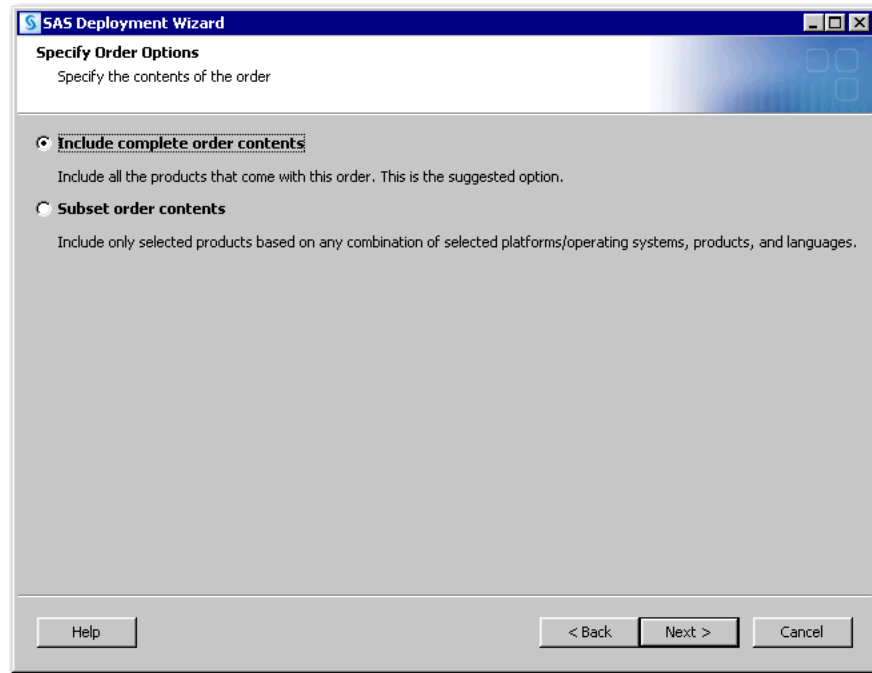 SAS Deployment Wizard
Specify Order Options
Specify the contents of the order
Include complete order contents
Include all the products that come with this order. This is the suggested option.
Subset order contents
Include only selected products based on any combination of selected platforms/operating systems, products, and languages.
Help
< Back
Next >
Cancel